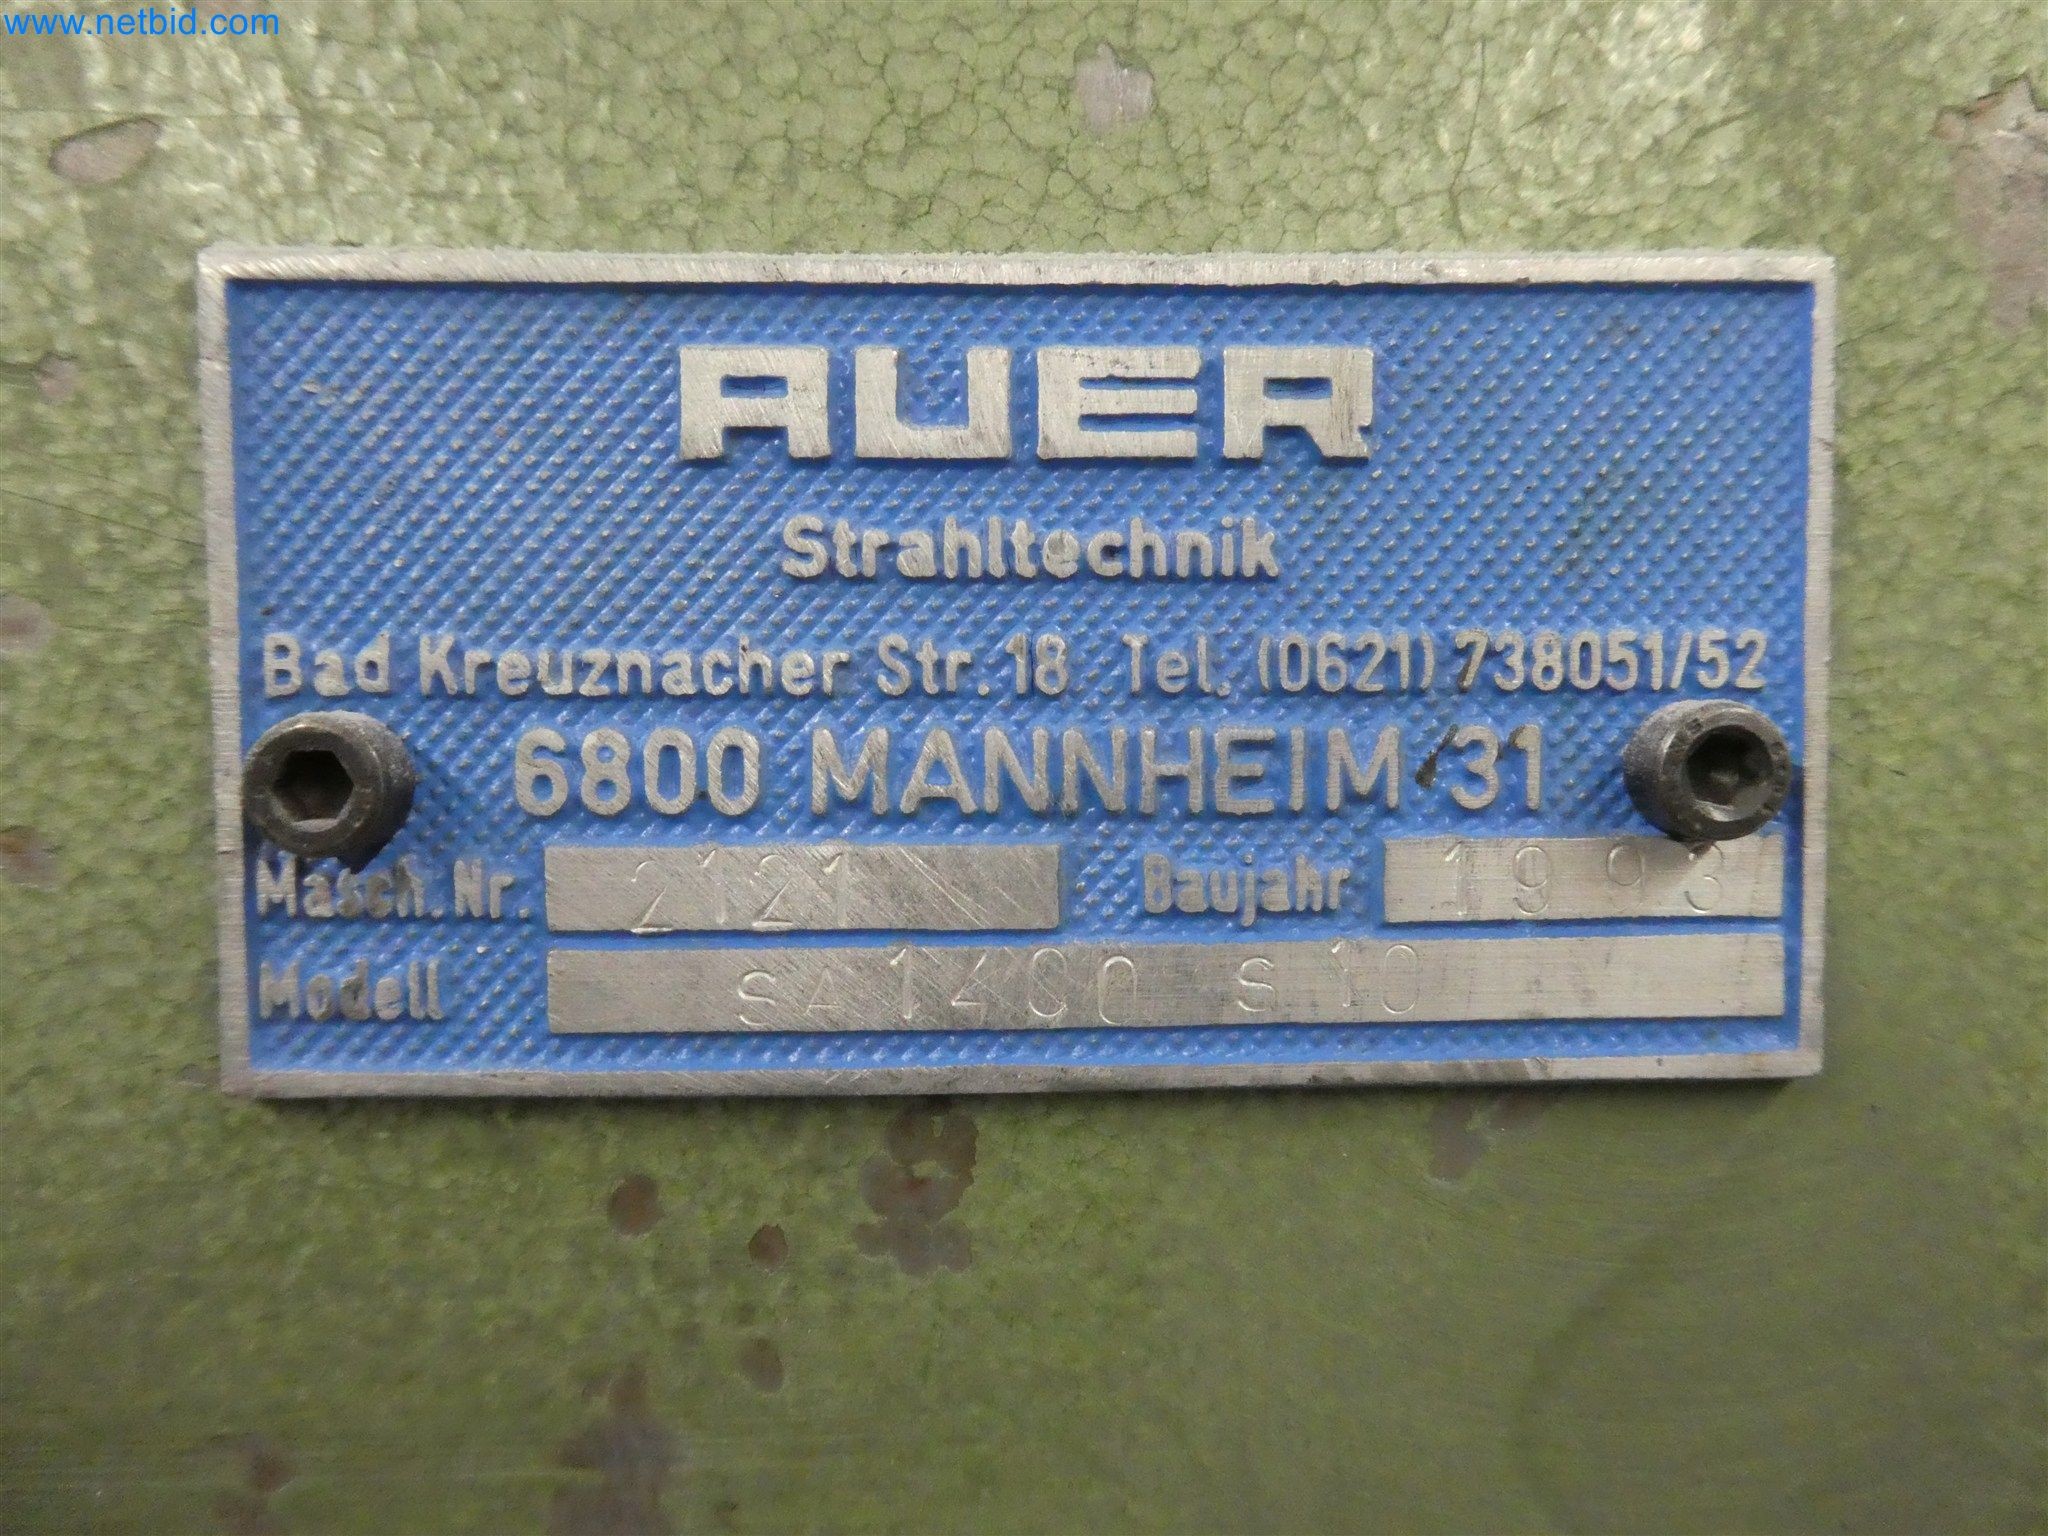 www.netbid.com
AUER
Strahltechnik
Bad Kreuznacher Str. 18 Tel. (0621) 738051/52
6800 MANNHEIM 31
Masch. Nr. 2121 Baujahr 1993
Modell SA 1400 S 10